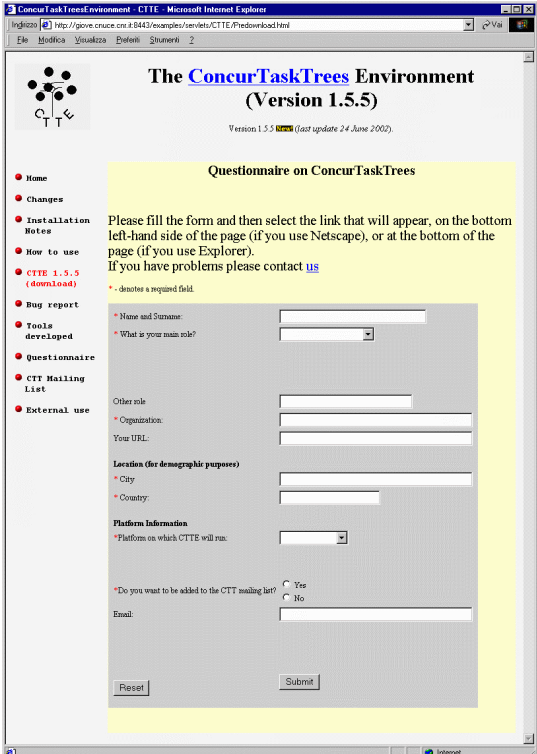 ConcurTaskTreesEnvironment - CTTE - Microsoft Internet Explorer
Indirizzo http://giove.cnuce.cnr.it:8443/examples/servlets/CTTE/Predownload.html Vai
File Modifica Visualizza Preferiti Strumenti ?
CTTE
The ConcurTaskTrees Environment
(Version 1.5.5)
Version 1.5.5 New! (last update 24 June 2002).
Home
Changes
Installation
Notes
How to use
CTTE 1.5.5
(download)
Bug report
Tools
developed
Questionnaire
CTT Mailing
List
External use
Questionnaire on ConcurTaskTrees
Please fill the form and then select the link that will appear, on the bottom
left-hand side of the page (if you use Netscape), or at the bottom of the
page (if you use Explorer).
If you have problems please contact us
* - denotes a required field.
* Name and Surname:
* What is your main role?
Other role
* Organization:
Your URL:
Location (for demographic purposes)
* City
* Country:
Platform Information
*Platform on which CTTE will run:
*Do you want to be added to the CTT mailing list?
Yes
No
Email:
Reset
Submit
Internet